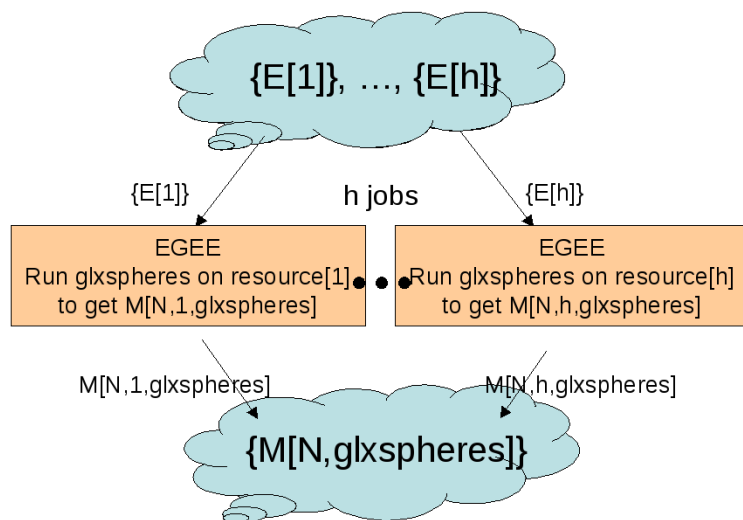 {E[1]}, ..., {E[h]}
{E[1]}
h jobs
{E[h]}
EGEE
Run glxspheres on resource[1]
to get M[N,1,glxspheres]
EGEE
Run glxspheres on resource[h]
to get M[N,h,glxspheres]
M[N,1,glxspheres]
M[N,h,glxspheres]
{M[N,glxspheres]}